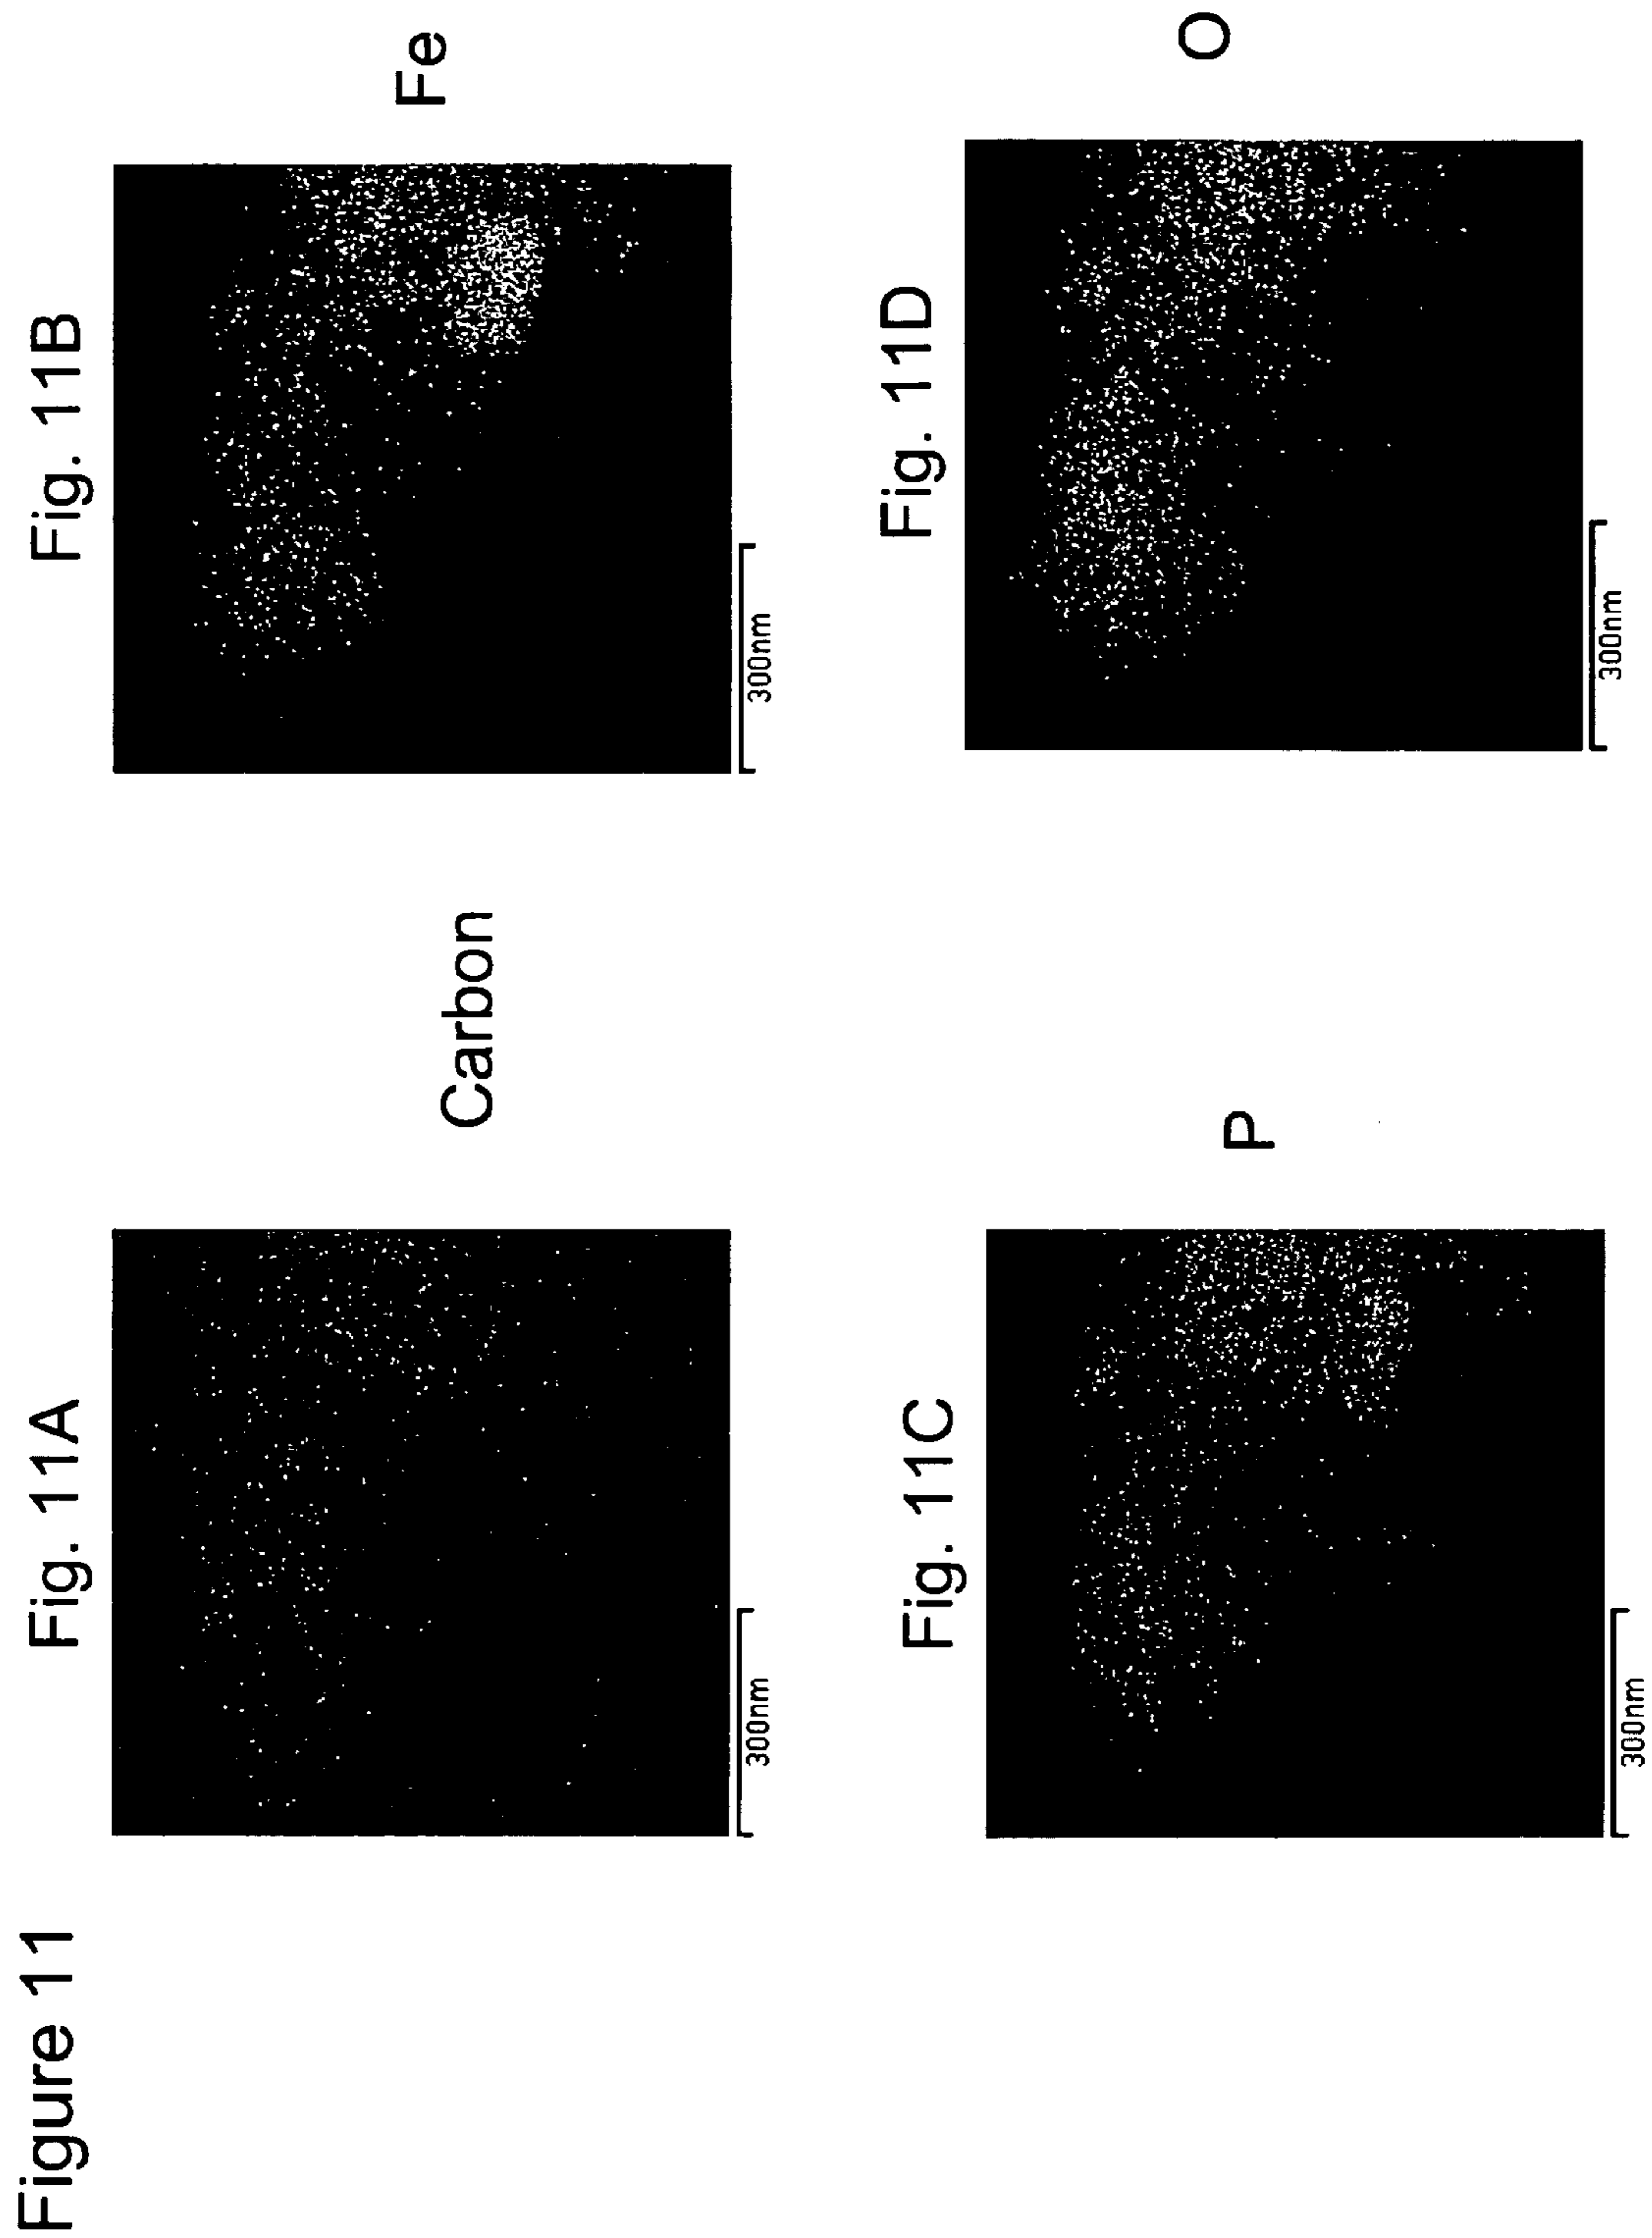 Figure 11
Fig. 11A
Carbon
300nm
Fig. 11B
Fe
300nm
Fig. 11C
P
300nm
Fig. 11D
O
300nm